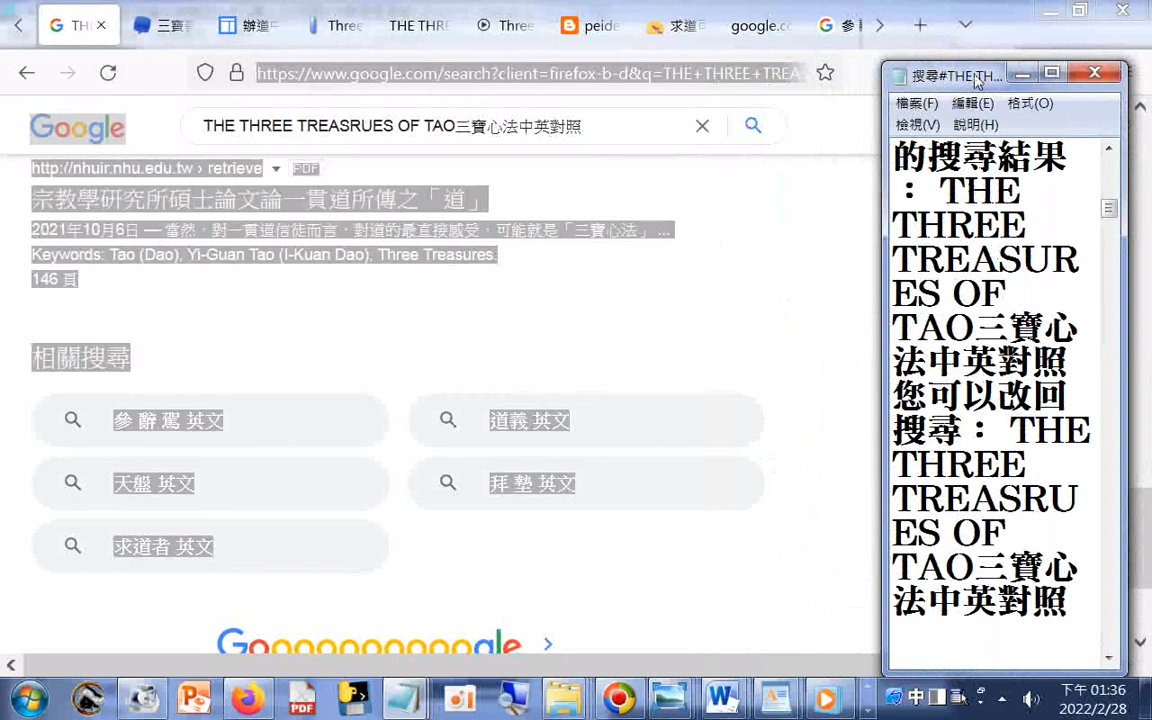 THI
三寶
辦道
Three
THE THRE
Three
peide
求道
google.co
參
https://www.google.com/search?client=firefox-b-d&q=THE+THREE+TREA
Google
THE THREE TREASRUES OF TAO三寶心法中英對照
http://nhuir.nhu.edu.tw › retrieve PDF
宗教學研究所碩士論文論一貫道所傳之「道」
2021年10月6日 — 當然，對一貫道信徒而言，對道的最直接感受，可能就是「三寶心法」 ...
Keywords: Tao (Dao), Yi-Guan Tao (I-Kuan Dao), Three Treasures.
146 頁
相關搜尋
參 辭 駕 英文
道義 英文
天盤 英文
拜 墊 英文
求道者 英文
Goooooooooogle
搜尋#THE TH...
檔案(F) 編輯(E) 格式(O)
檢視(V) 說明(H)
的搜尋結果
： THE
THREE
TREASUR
ES OF
TAO三寶心
法中英對照
您可以改回
搜尋： THE
THREE
TREASRU
ES OF
TAO三寶心
法中英對照
PDF
中
下午 01:36
2022/2/28